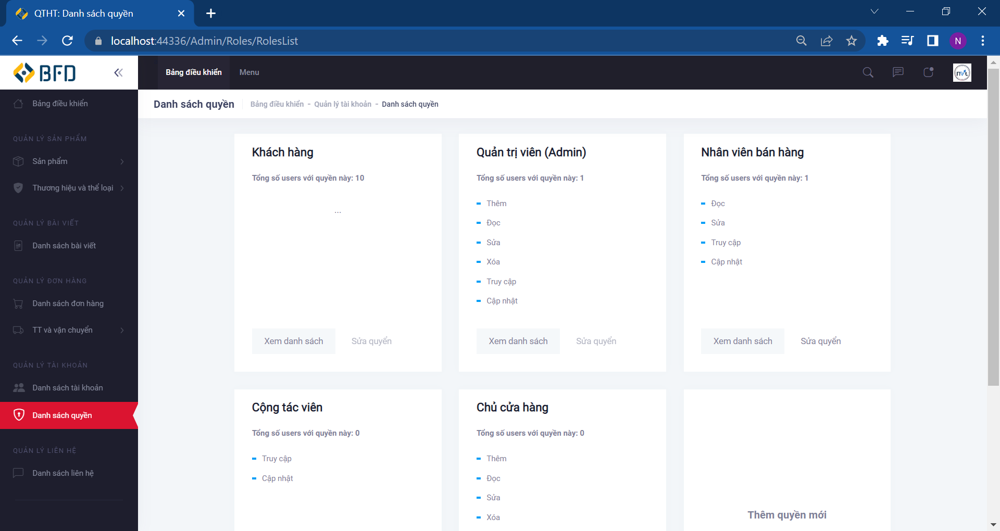 QTHT: Danh sách quyền
localhost:44336/Admin/Roles/RolesList
N
BFD
Bảng điều khiển
Menu
mvt
Danh sách quyền
Bảng điều khiển - Quản lý tài khoản - Danh sách quyền
Bảng điều khiển
QUẢN LÝ SẢN PHẨM
Sản phẩm
Thương hiệu và thể loại
QUẢN LÝ BÀI VIẾT
Danh sách bài viết
QUẢN LÝ ĐƠN HÀNG
Danh sách đơn hàng
TT và vận chuyển
QUẢN LÝ TÀI KHOẢN
Danh sách tài khoản
Danh sách quyền
QUẢN LÝ LIÊN HỆ
Danh sách liên hệ
Khách hàng
Tổng số users với quyền này: 10
...
Xem danh sách
Sửa quyển
Quản trị viên (Admin)
Tổng số users với quyền này: 1
Thêm
Đọc
Sửa
Xóa
Truy cập
Cập nhật
Xem danh sách
Sửa quyển
Nhân viên bán hàng
Tổng số users với quyền này: 1
Đọc
Sửa
Truy cập
Cập nhật
Xem danh sách
Sửa quyển
Cộng tác viên
Tổng số users với quyền này: 0
Truy cập
Cập nhật
Chủ cửa hàng
Tổng số users với quyền này: 0
Thêm
Đọc
Sửa
Xóa
Thêm quyền mới